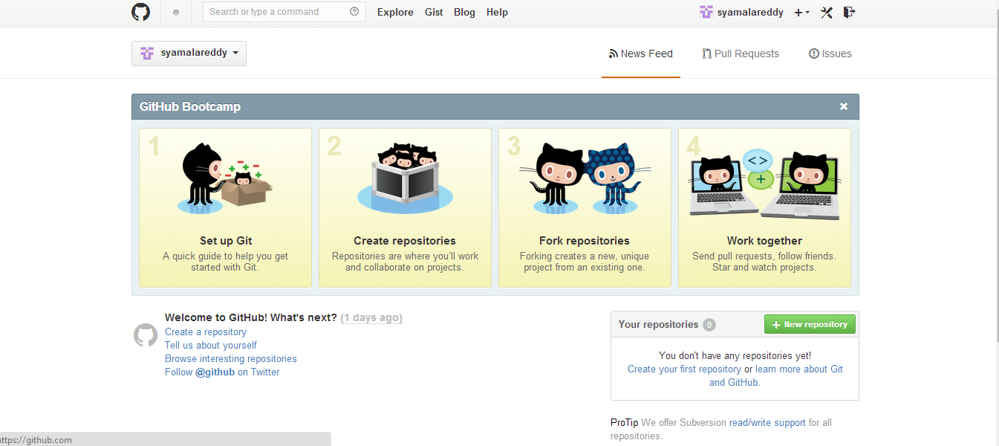 Search or type a command
Explore Gist Blog Help
syamalareddy
syamalareddy
News Feed Pull Requests Issues
GitHub Bootcamp
1
Set up Git
A quick guide to help you get
started with Git.
2
Create repositories
Repositories are where you'll work
and collaborate on projects.
3
Fork repositories
Forking creates a new, unique
project from an existing one.
4
Work together
Send pull requests, follow friends.
Star and watch projects.
Welcome to GitHub! What's next? (1 days ago)
Create a repository
Tell us about yourself
Browse interesting repositories
Follow @github on Twitter
Your repositories 0
+ New repository
You don't have any repositories yet!
Create your first repository or learn more about Git
and GitHub.
ProTip We offer Subversion read/write support for all
repositories.
ttps://github.com